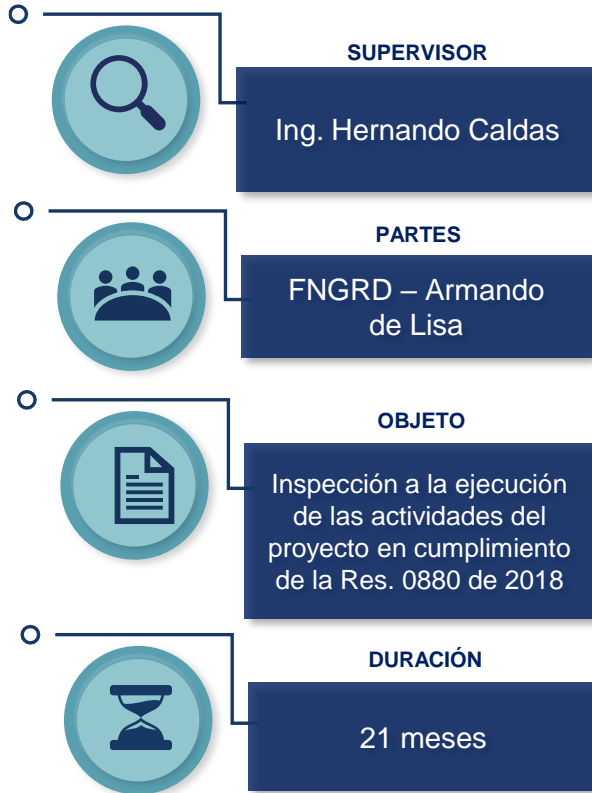 SUPERVISOR
Ing. Hernando Caldas
PARTES
FNGRD – Armando
de Lisa
OBJETO
Inspección a la ejecución
de las actividades del
proyecto en cumplimiento
de la Res. 0880 de 2018
DURACIÓN
21 meses